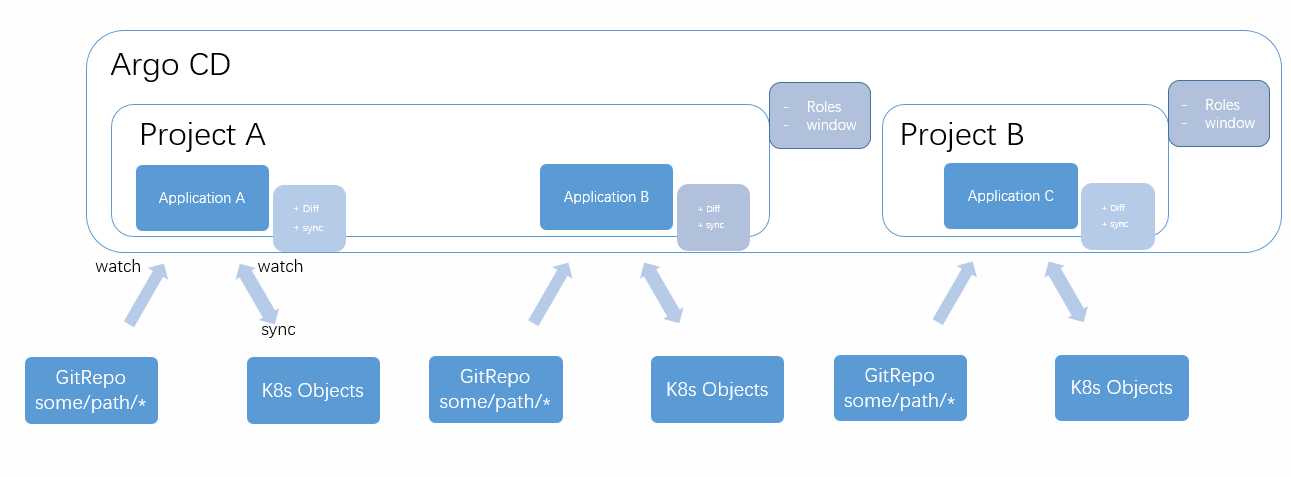 Argo CD
Project A
- Roles
- window
Application A
+ Diff
+ sync
Application B
+ Diff
+ sync
Project B
- Roles
- window
Application C
+ Diff
+ sync
watch
watch
sync
GitRepo
some/path/*
K8s Objects
GitRepo
some/path/*
K8s Objects
GitRepo
some/path/*
K8s Objects